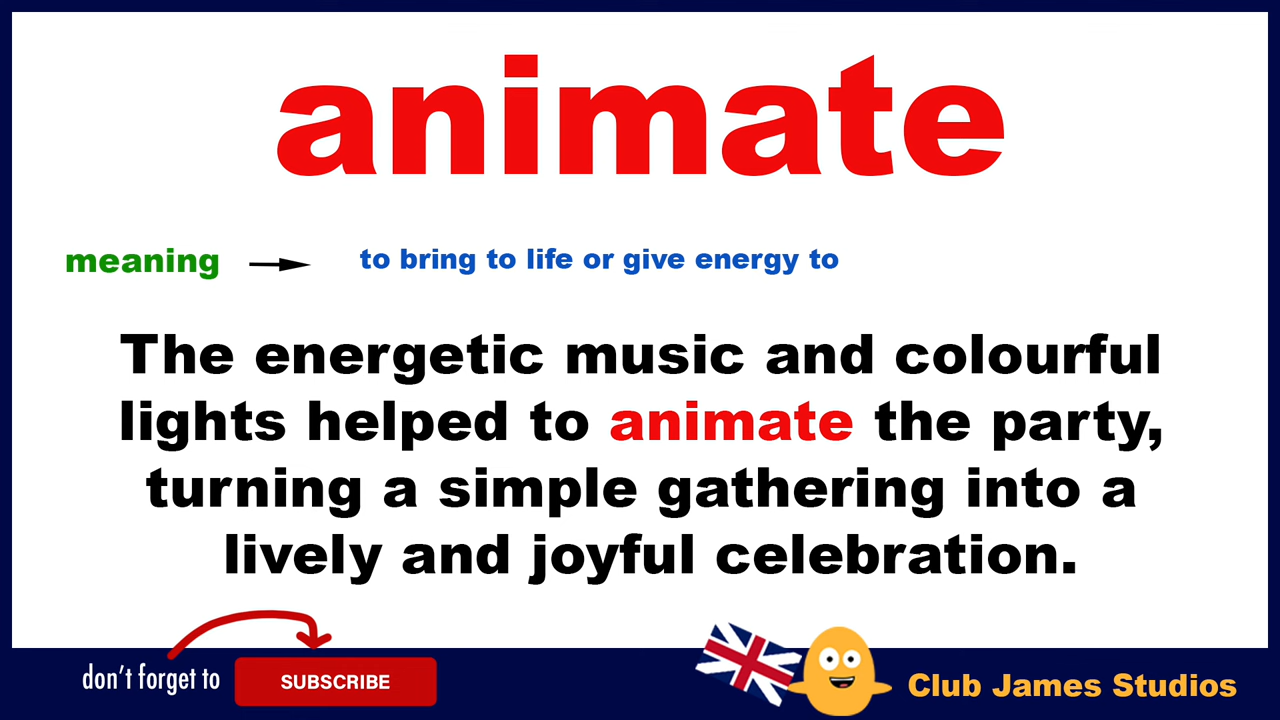 animate
meaning to bring to life or give energy to
The energetic music and colourful
lights helped to animate the party,
turning a simple gathering into a
lively and joyful celebration.
don't forget to SUBSCRIBE
Club James Studios